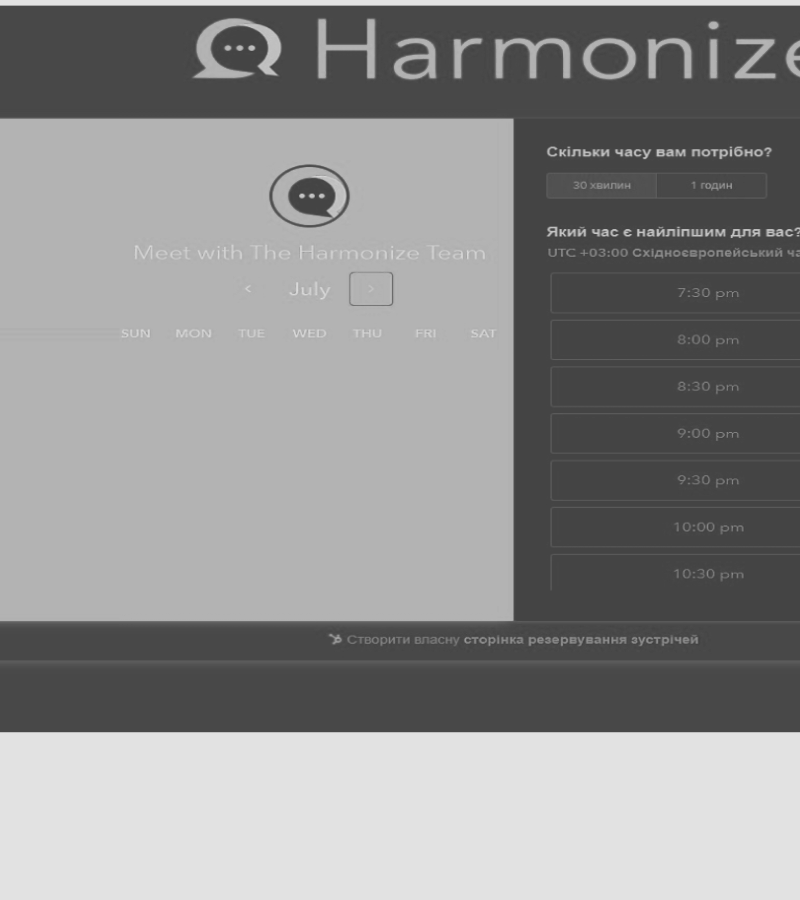 Harmonize
Meet with The Harmonize Team
July
SUN MON TUE WED THU FRI SAT
Скільки часу вам потрібно?
30 хвилин 1 годин
Який час є найліпшим для вас?
UTC +03:00 Східноєвропейський
7:30 pm
8:00 pm
8:30 pm
9:00 pm
9:30 pm
10:00 pm
10:30 pm
Створити власну сторінка резервування зустрічей